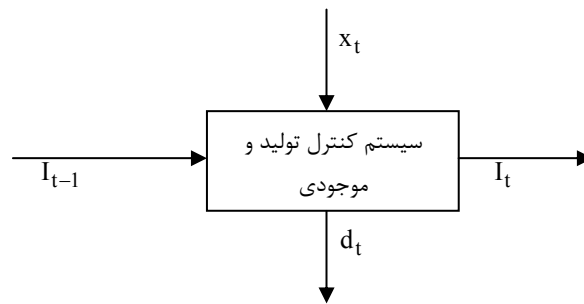 x_t
سیستم کنترل تولید و
موجودی
I_{t-1}
I_t
d_t